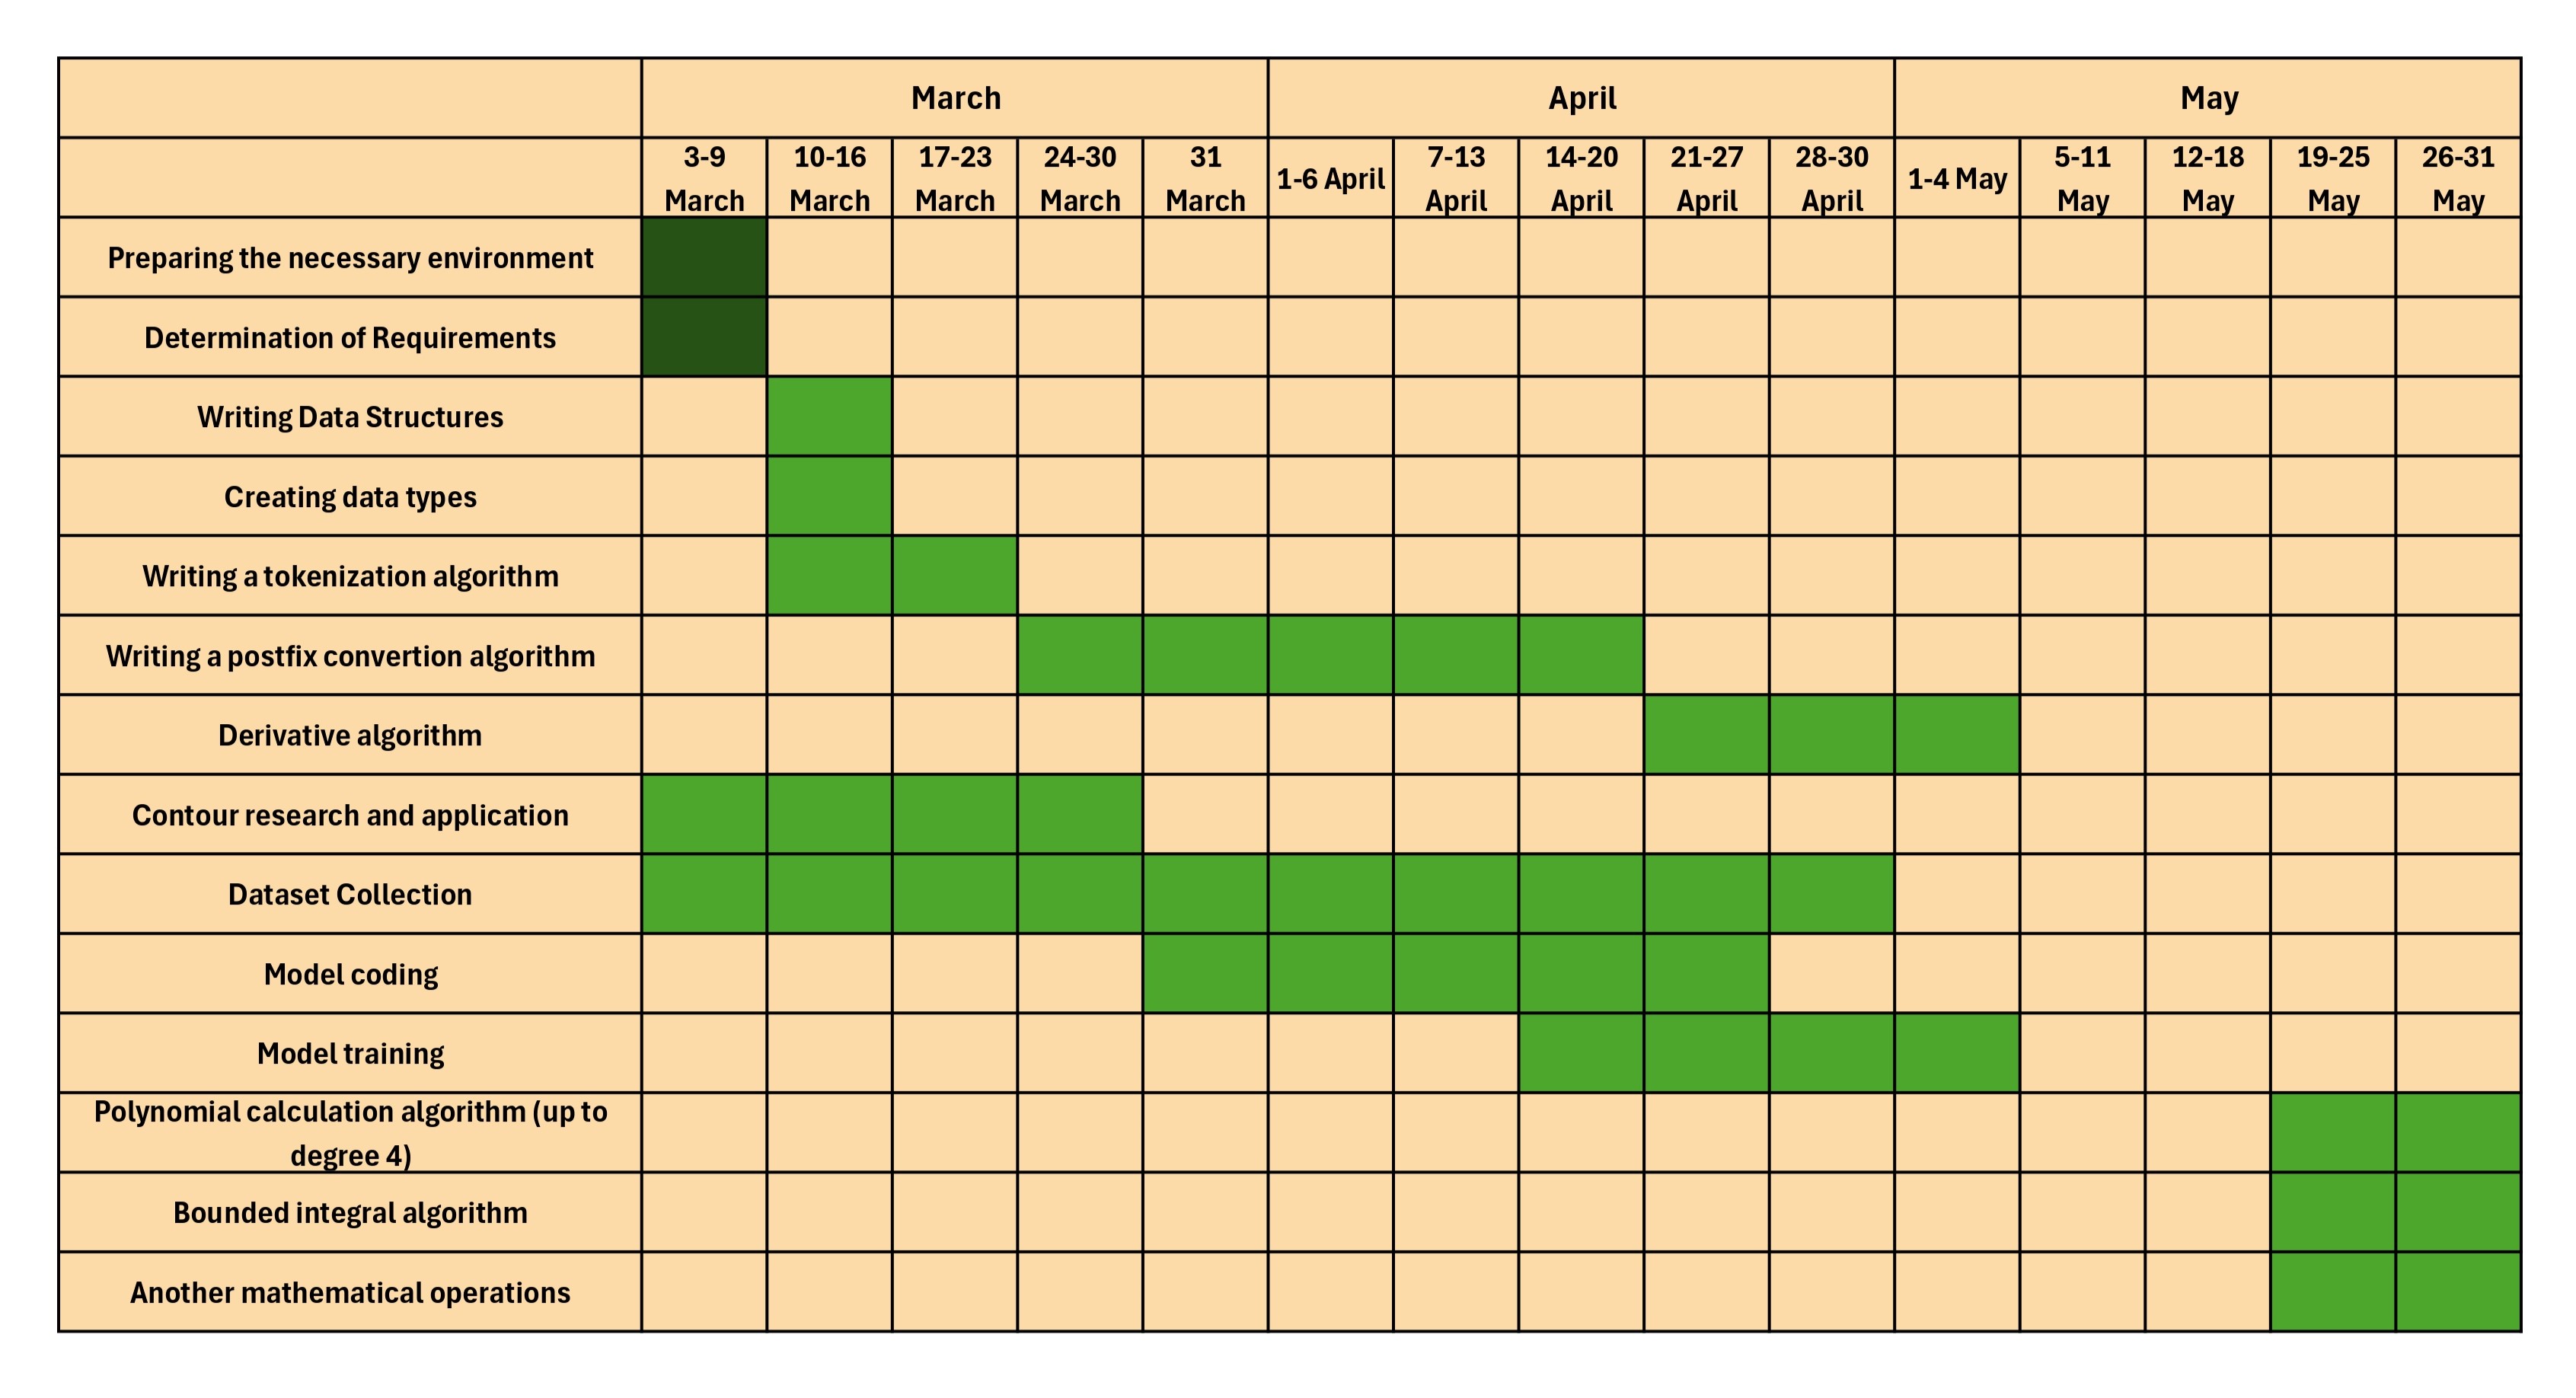 March April May
3-9 March 10-16 March 17-23 March 24-30 March 31 March 1-6 April 7-13 April 14-20 April 21-27 April 28-30 April 1-4 May 5-11 May 12-18 May 19-25 May 26-31 May
Preparing the necessary environment
Determination of Requirements
Writing Data Structures
Creating data types
Writing a tokenization algorithm
Writing a postfix convertion algorithm
Derivative algorithm
Contour research and application
Dataset Collection
Model coding
Model training
Polynomial calculation algorithm (up to
degree 4)
Bounded integral algorithm
Another mathematical operations